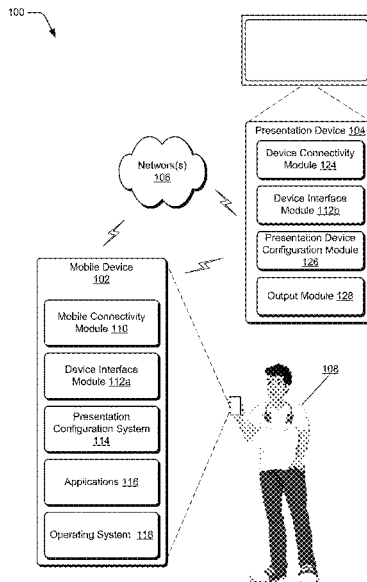 100
Presentation Device 104
Device Connectivity
Module
124
Device Interface
Module 112b
Presentation Device
Configuration Module
126
Output Module 128
Network(s)
106
Mobile Device
102
Mobile Connectivity
Module 110
Device Interface
Module 112a
Presentation
Configuration System
114
Applications 116
Operating System 118
108